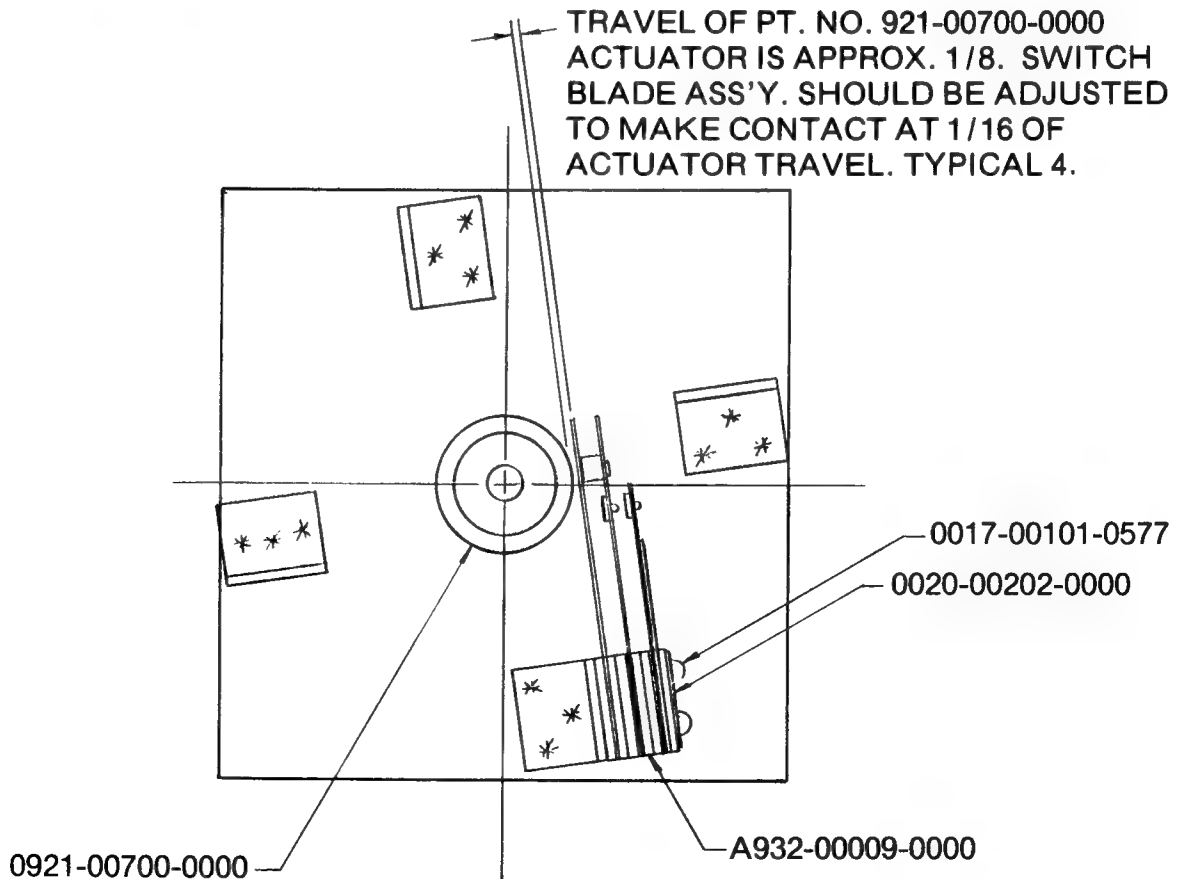 TRAVEL OF PT. NO. 921-00700-0000
ACTUATOR IS APPROX. 1/8. SWITCH
BLADE ASS'Y. SHOULD BE ADJUSTED
TO MAKE CONTACT AT 1/16 OF
ACTUATOR TRAVEL. TYPICAL 4.
0017-00101-0577
0020-00202-0000
A932-00009-0000
0921-00700-0000